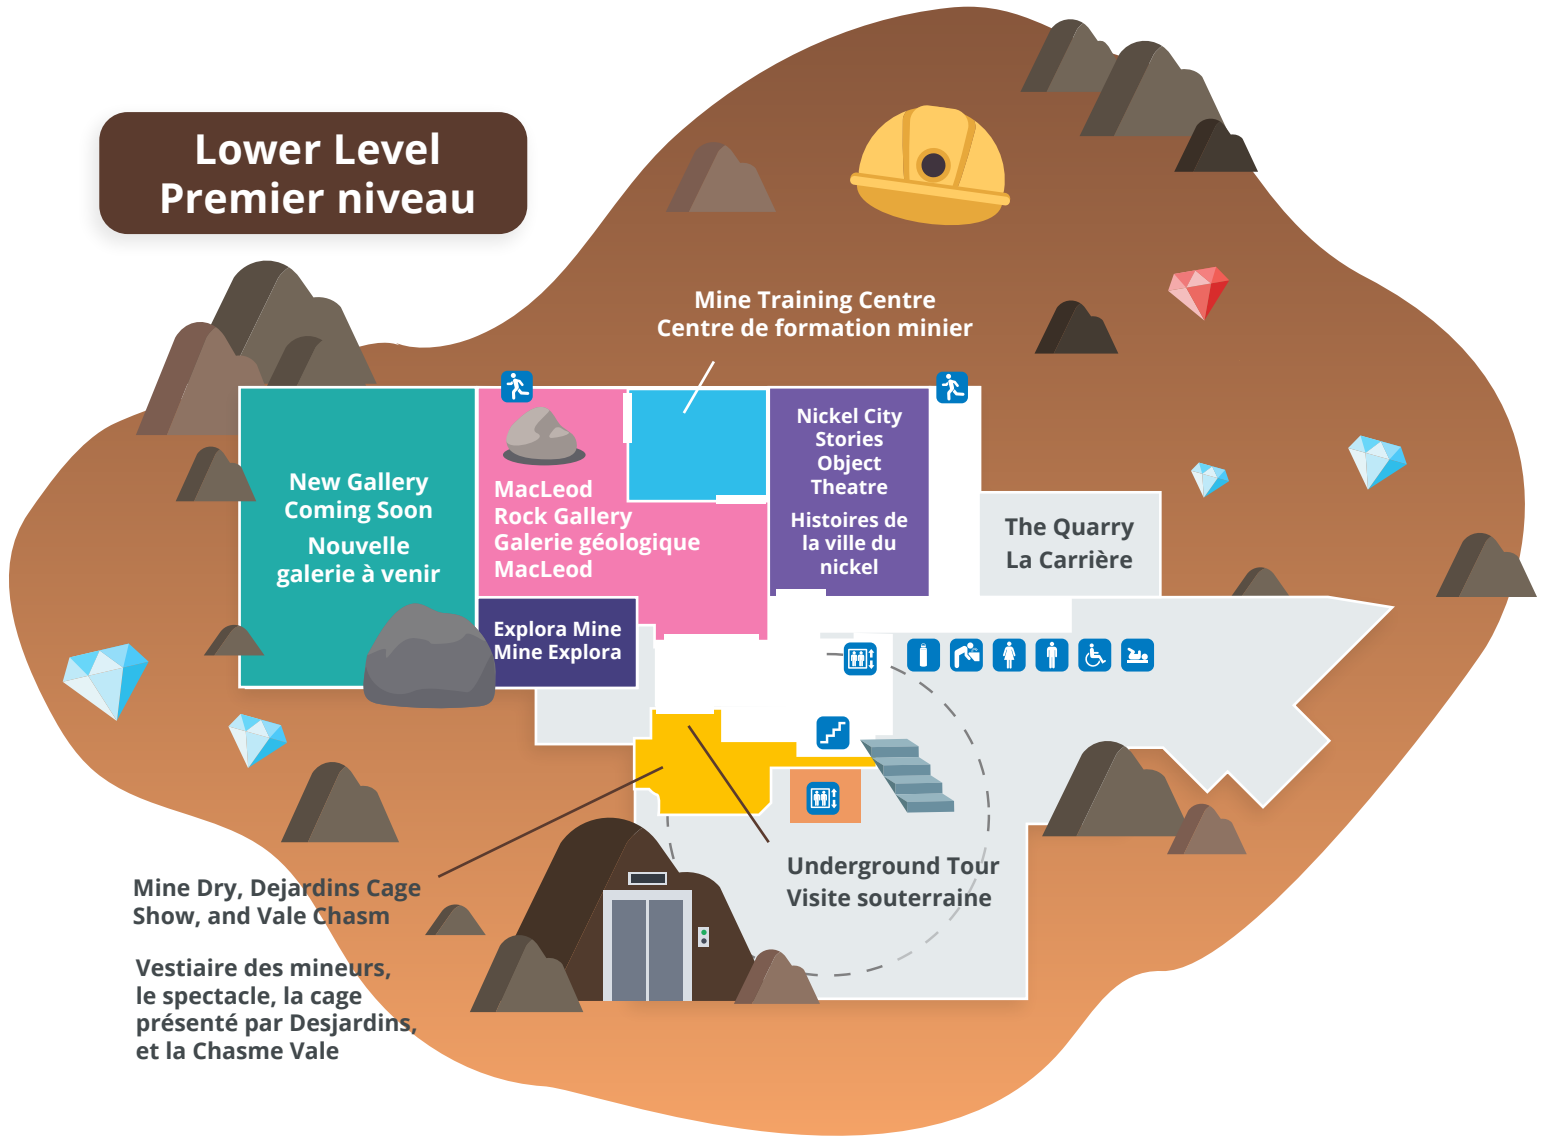 Lower Level
Premier niveau
Mine Training Centre
Centre de formation minier
New Gallery
Coming Soon
Nouvelle
galerie à venir
MacLeod
Rock Gallery
Galerie géologique
MacLeod
Nickel City
Stories
Object
Theatre
Histoires de
la ville du
nickel
The Quarry
La Carrière
Explora Mine
Mine Explora
Underground Tour
Visite souterraine
Mine Dry, Dejardins Cage
Show, and Vale Chasm
Vestiaire des mineurs,
le spectacle, la cage
présenté par Desjardins,
et la Chasme Vale